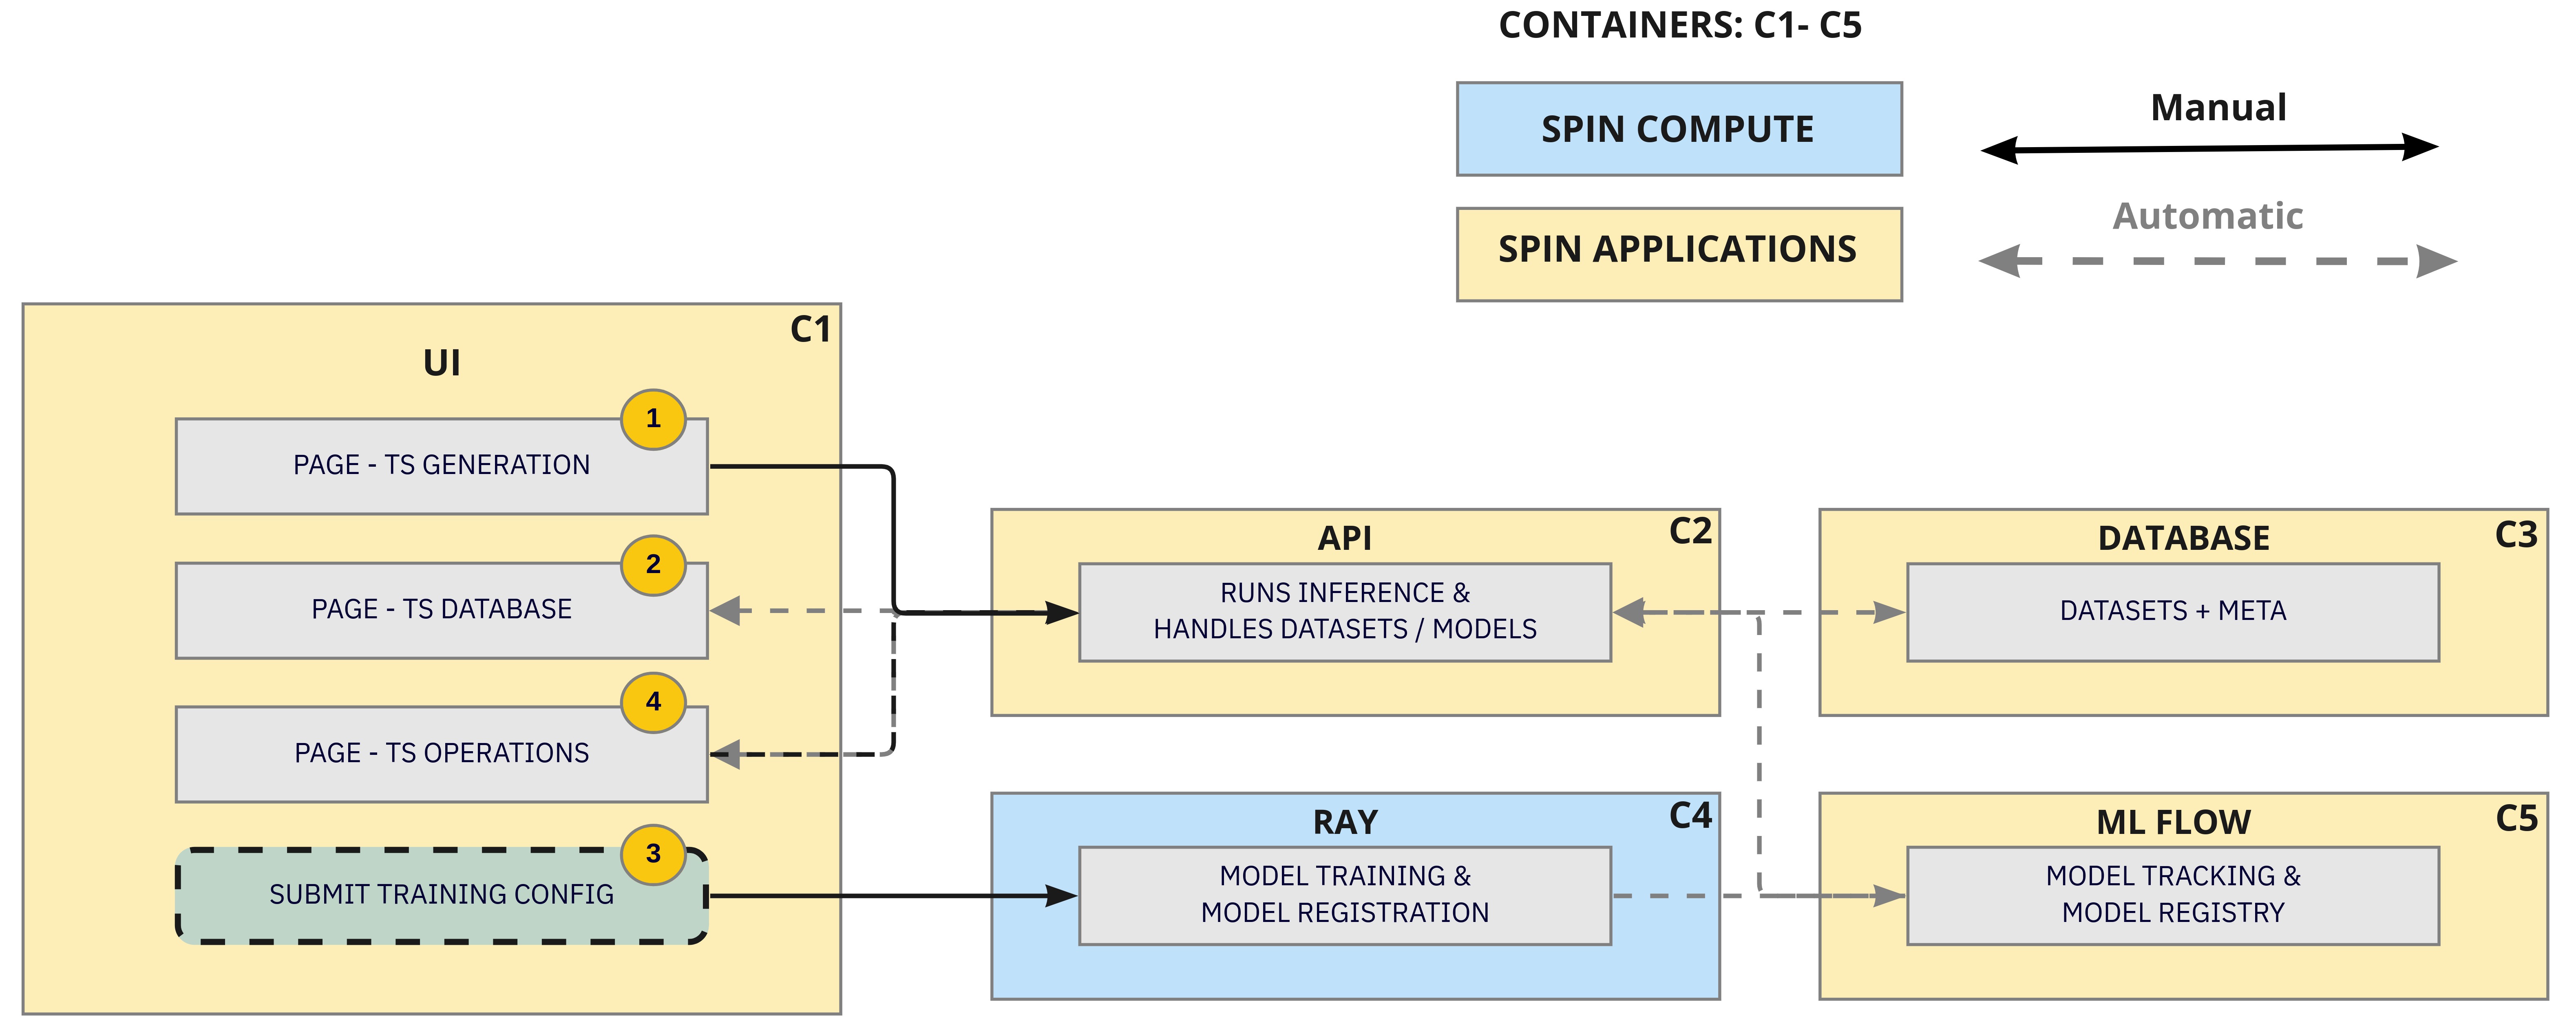 CONTAINERS: C1- C5
SPIN COMPUTE
Manual
Automatic
SPIN APPLICATIONS
C1
UI
1
PAGE - TS GENERATION
2
PAGE - TS DATABASE
4
PAGE - TS OPERATIONS
3
SUBMIT TRAINING CONFIG
C2
API
RUNS INFERENCE &
HANDLES DATASETS / MODELS
C3
DATABASE
DATASETS + META
C4
RAY
MODEL TRAINING &
MODEL REGISTRATION
C5
ML FLOW
MODEL TRACKING &
MODEL REGISTRY